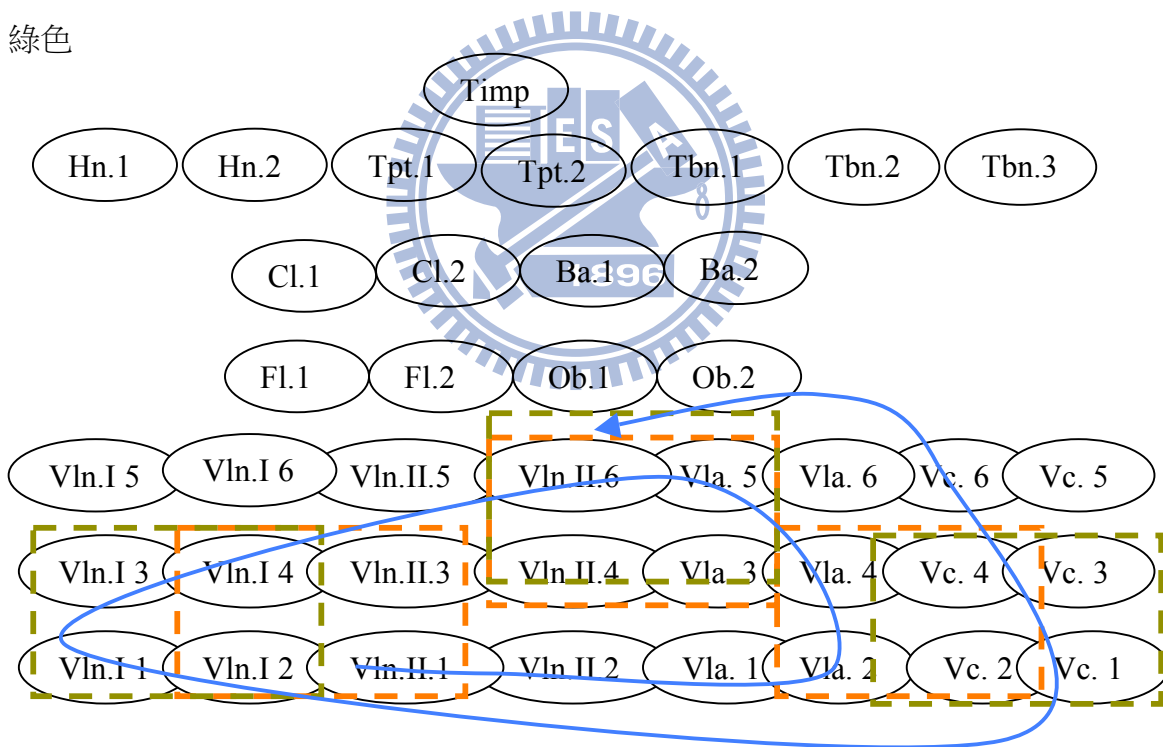 綠色
Timp
Hn.1 Hn.2 Tpt.1 Tpt.2 Tbn.1 Tbn.2 Tbn.3
E S
Cl.1 Cl.2 Ba.1 Ba.2
1896
Fl.1 Fl.2 Ob.1 Ob.2
Vln.I 5 Vln.I 6 Vln.II.5 Vln.II.6 Vla. 5 Vla. 6 Vc. 6 Vc. 5
Vln.I 3 Vln.I 4 Vln.II.3 Vln.II.4 Vla. 3 Vla. 4 Vc. 4 Vc. 3
Vln.I 1 Vln.I 2 Vln.II.1 Vln.II.2 Vla. 1 Vla. 2 Vc. 2 Vc. 1